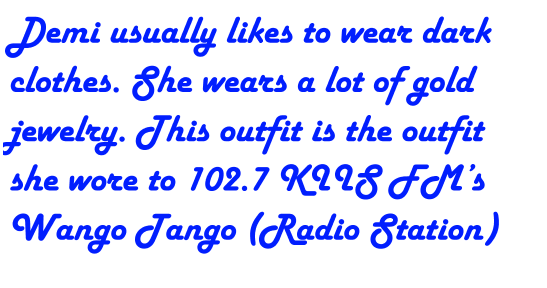 Demi usually likes to wear dark
clothes. She wears a lot of gold
jewelry. This outfit is the outfit
she wore to 102.7 KIIS FM's
Wango Tango (Radio Station)